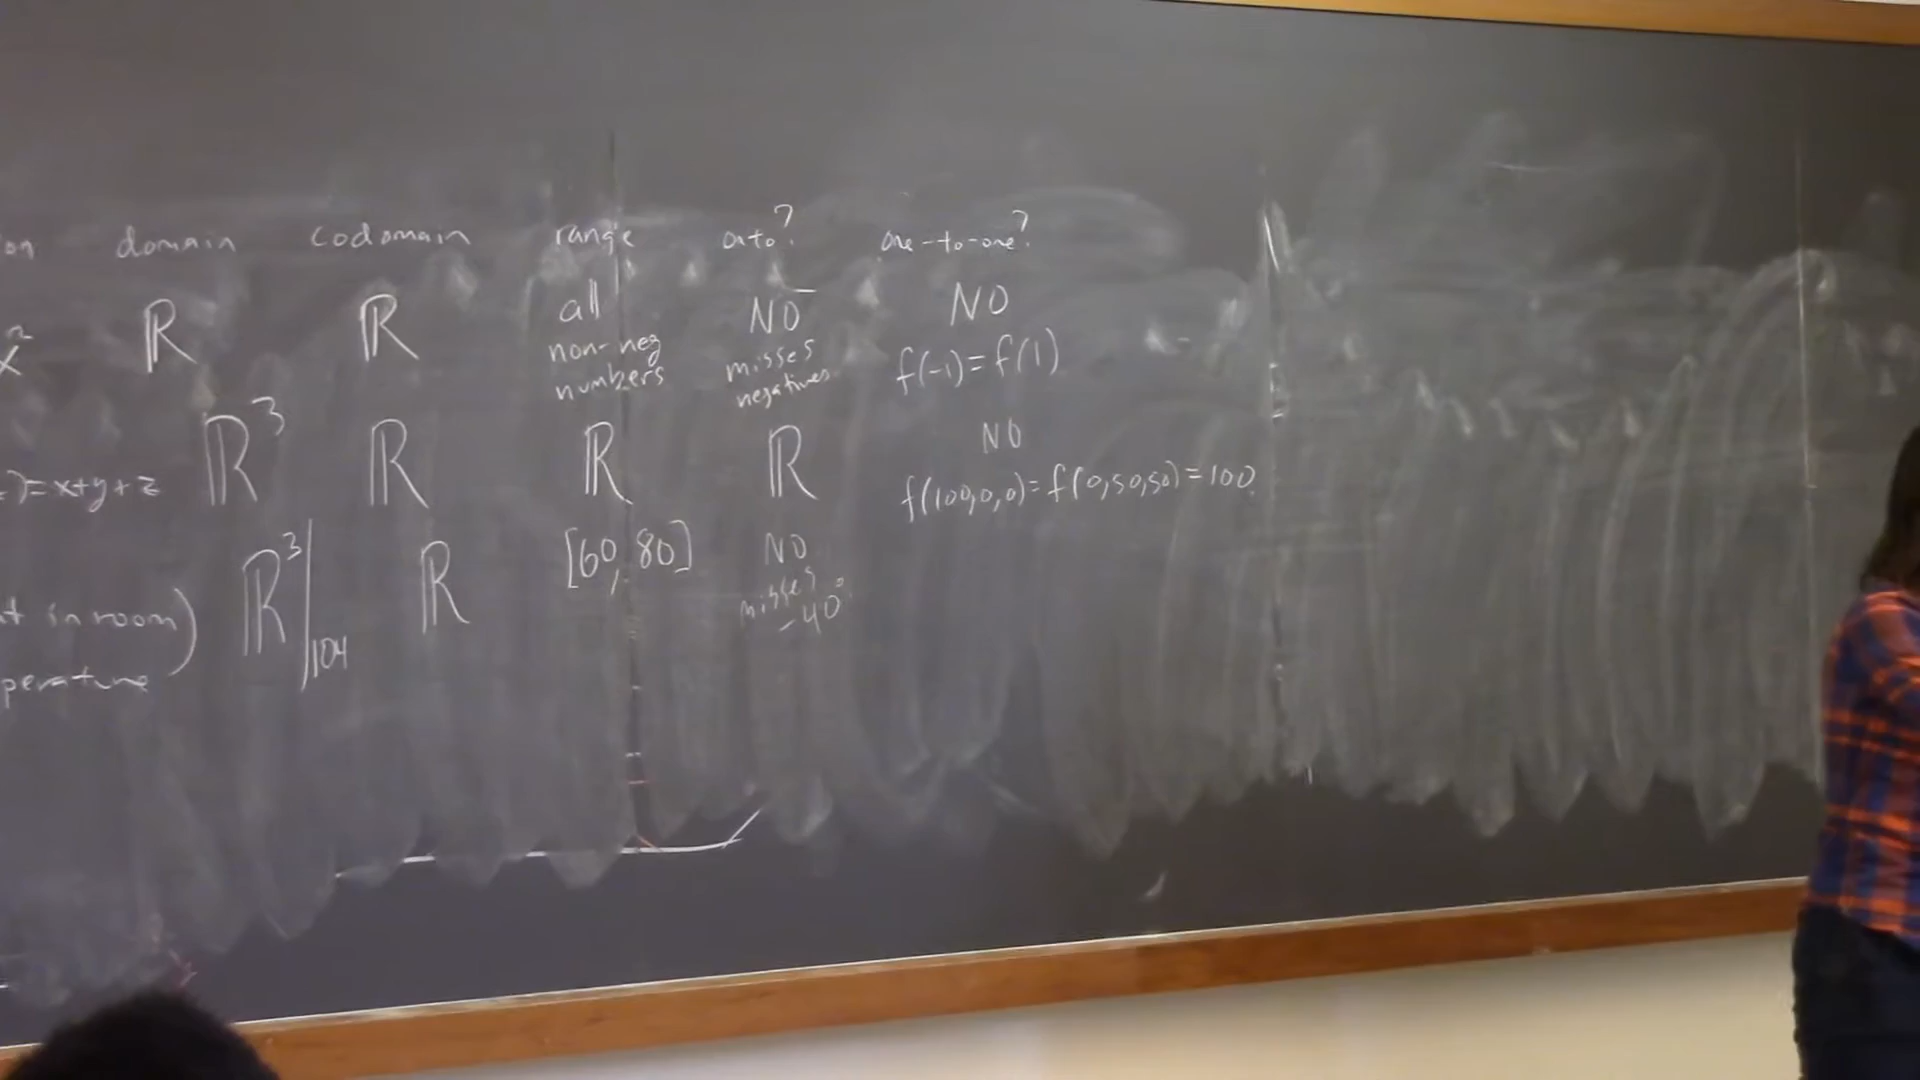 domain codomain range onto? one-to-one?
x² ℝ ℝ all NO NO
non-neg misses f(-1)=f(1)
numbers negatives
ℝ³ ℝ ℝ ℝ NO
)=x+y+z f(100,0,0)=f(0,50,50)=100
ℝ³|₁₀₄ ℝ [60,80] NO
in room) misses
-40°